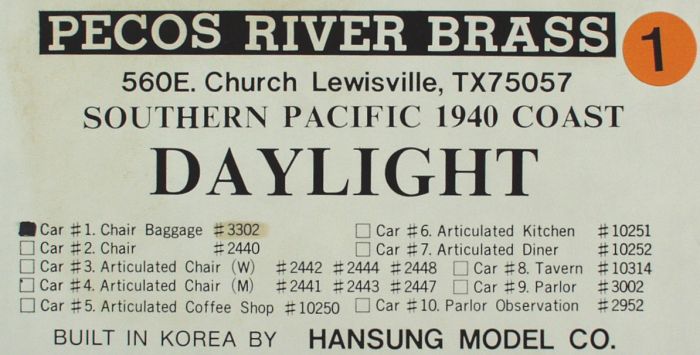 PECOS RIVER BRASS 1
560E. Church Lewisville, TX75057
SOUTHERN PACIFIC 1940 COAST
DAYLIGHT
■ Car #1. Chair Baggage #3302 □ Car #6. Articulated Kitchen #10251
□ Car #2. Chair #2440 □ Car #7. Articulated Diner #10252
□ Car #3. Articulated Chair (W) #2442 #2444 #2448 □ Car #8. Tavern #10314
□ Car #4. Articulated Chair (M) #2441 #2443 #2447 □ Car #9. Parlor #3002
□ Car #5. Articulated Coffee Shop #10250 □ Car #10. Parlor Observation #2952
BUILT IN KOREA BY HANSUNG MODEL CO.